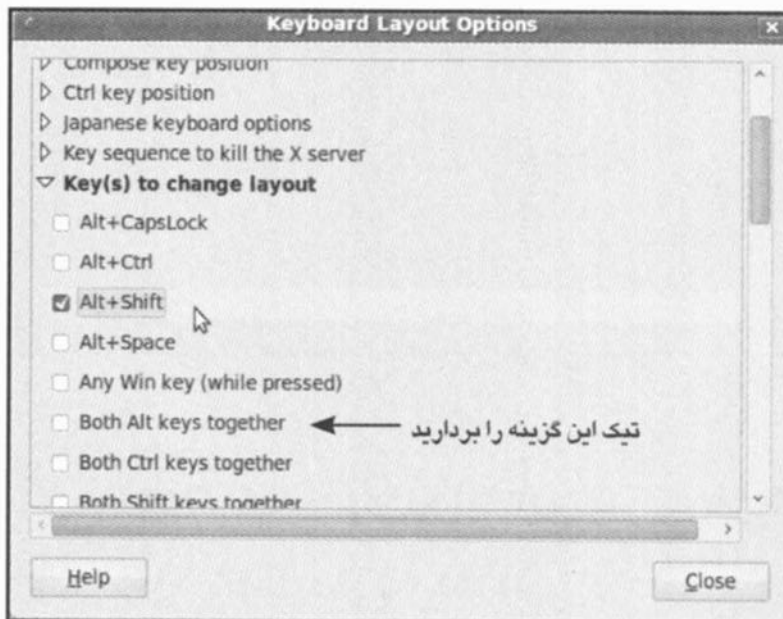 Keyboard Layout Options
Compose key position
Ctrl key position
Japanese keyboard options
Key sequence to kill the X server
Key(s) to change layout
Alt+CapsLock
Alt+Ctrl
Alt+Shift
Alt+Space
Any Win key (while pressed)
Both Alt keys together
تیک این گزینه را بردارید
Both Ctrl keys together
Both Shift keys together
Help
Close